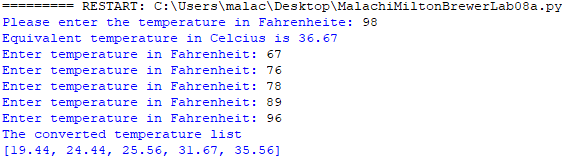 ========= RESTART: C:\Users\malac\Desktop\MalachiMiltonBrewerLab08a.py
Please enter the temperature in Fahrenheite: 98
Equivalent temperature in Celcius is 36.67
Enter temperature in Fahrenheit: 67
Enter temperature in Fahrenheit: 76
Enter temperature in Fahrenheit: 78
Enter temperature in Fahrenheit: 89
Enter temperature in Fahrenheit: 96
The converted temperature list
[19.44, 24.44, 25.56, 31.67, 35.56]